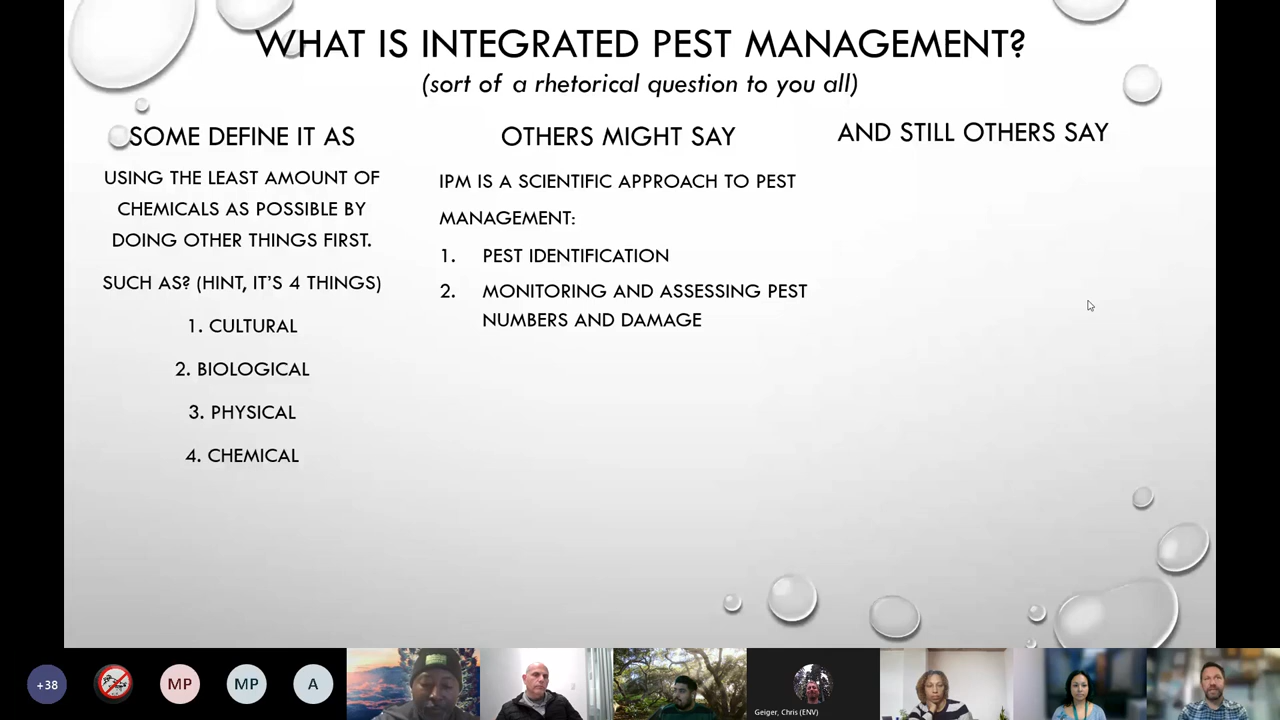 WHAT IS INTEGRATED PEST MANAGEMENT?
(sort of a rhetorical question to you all)
SOME DEFINE IT AS
USING THE LEAST AMOUNT OF
CHEMICALS AS POSSIBLE BY
DOING OTHER THINGS FIRST.
SUCH AS? (HINT, IT'S 4 THINGS)
1. CULTURAL
2. BIOLOGICAL
3. PHYSICAL
4. CHEMICAL
OTHERS MIGHT SAY
IPM IS A SCIENTIFIC APPROACH TO PEST
MANAGEMENT:
1. PEST IDENTIFICATION
2. MONITORING AND ASSESSING PEST
NUMBERS AND DAMAGE
AND STILL OTHERS SAY
+38
MP
MP
A
Geiger, Chris (ENV)